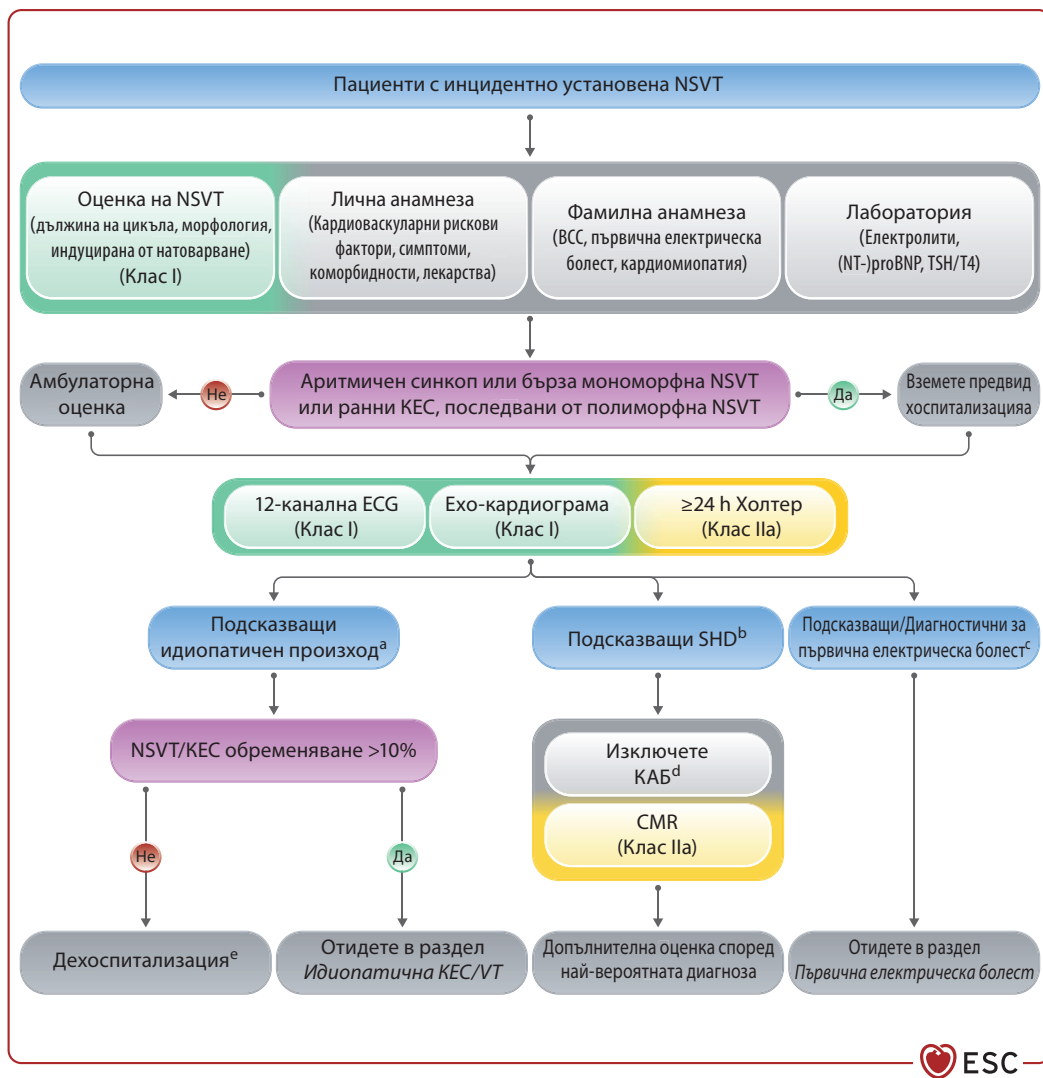 Пациенти с инцидентно установена NSVT
Оценка на NSVT
(дължина на цикъла, морфология,
индуцирана от натоварване)
(Клас I)
Лична анамнеза
(Кардиоваскуларни рискови
фактори, симптоми,
коморбидности, лекарства)
Фамилна анамнеза
(ВСС, първична електрическа
болест, кардиомиопатия)
Лаборатория
(Електролити,
(NT-)proBNP, TSH/T4)
Амбулаторна
оценка
Не
Аритмичен синкоп или бърза мономорфна NSVT
или ранни КЕС, последвани от полиморфна NSVT
Да
Вземете предвид
хоспитализацияа
12-канална ECG
(Клас I)
Ехо-кардиограма
(Клас I)
≥24 h Холтер
(Клас IIa)
Подсказващи
идиопатичен произход a
Подсказващи SHD b
Подсказващи/Диагностични за
първична електрическа болест c
NSVT/КЕС обременяване >10%
Изключете
КАБ d
CMR
(Клас IIa)
Не
Да
Дехоспитализация e
Отидете в раздел
Идиопатична КЕС/VT
Допълнителна оценка според
най-вероятната диагноза
Отидете в раздел
Първична електрическа болест
ESC